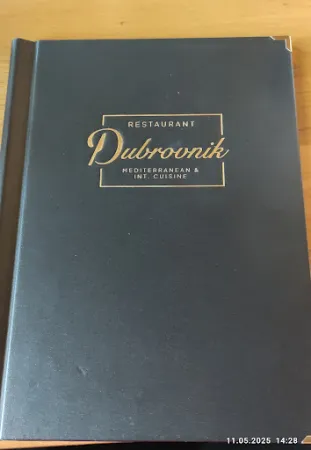 RESTAURANT
Dubrovnik
MEDITERRANEAN &
INT. CUISINE
11.05.2025 14:28